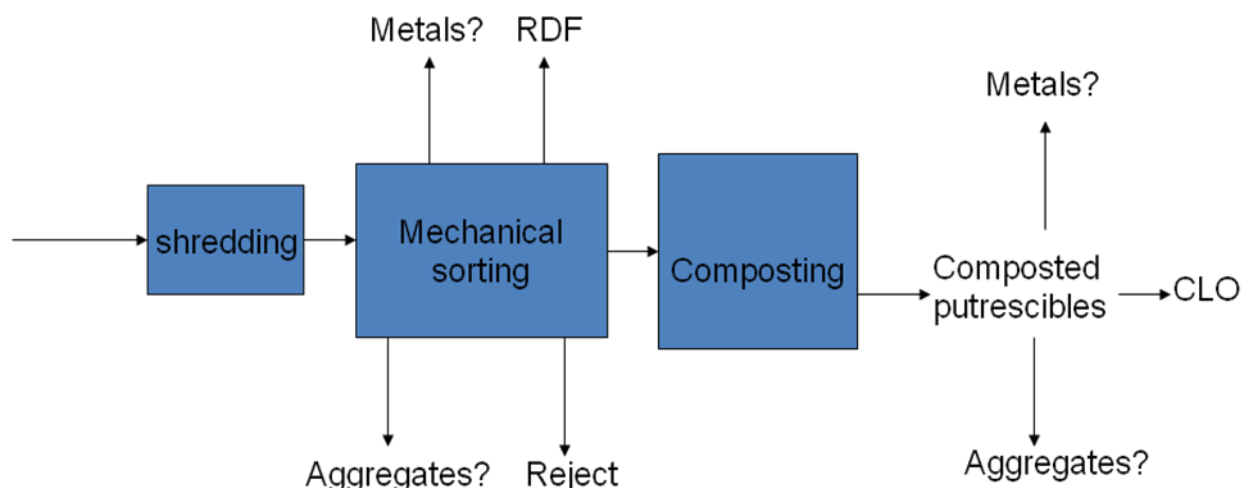 Metals? RDF
Metals?
shredding
Mechanical
sorting
Composting
Composted
putrescibles
CLO
Aggregates? Reject
Aggregates?